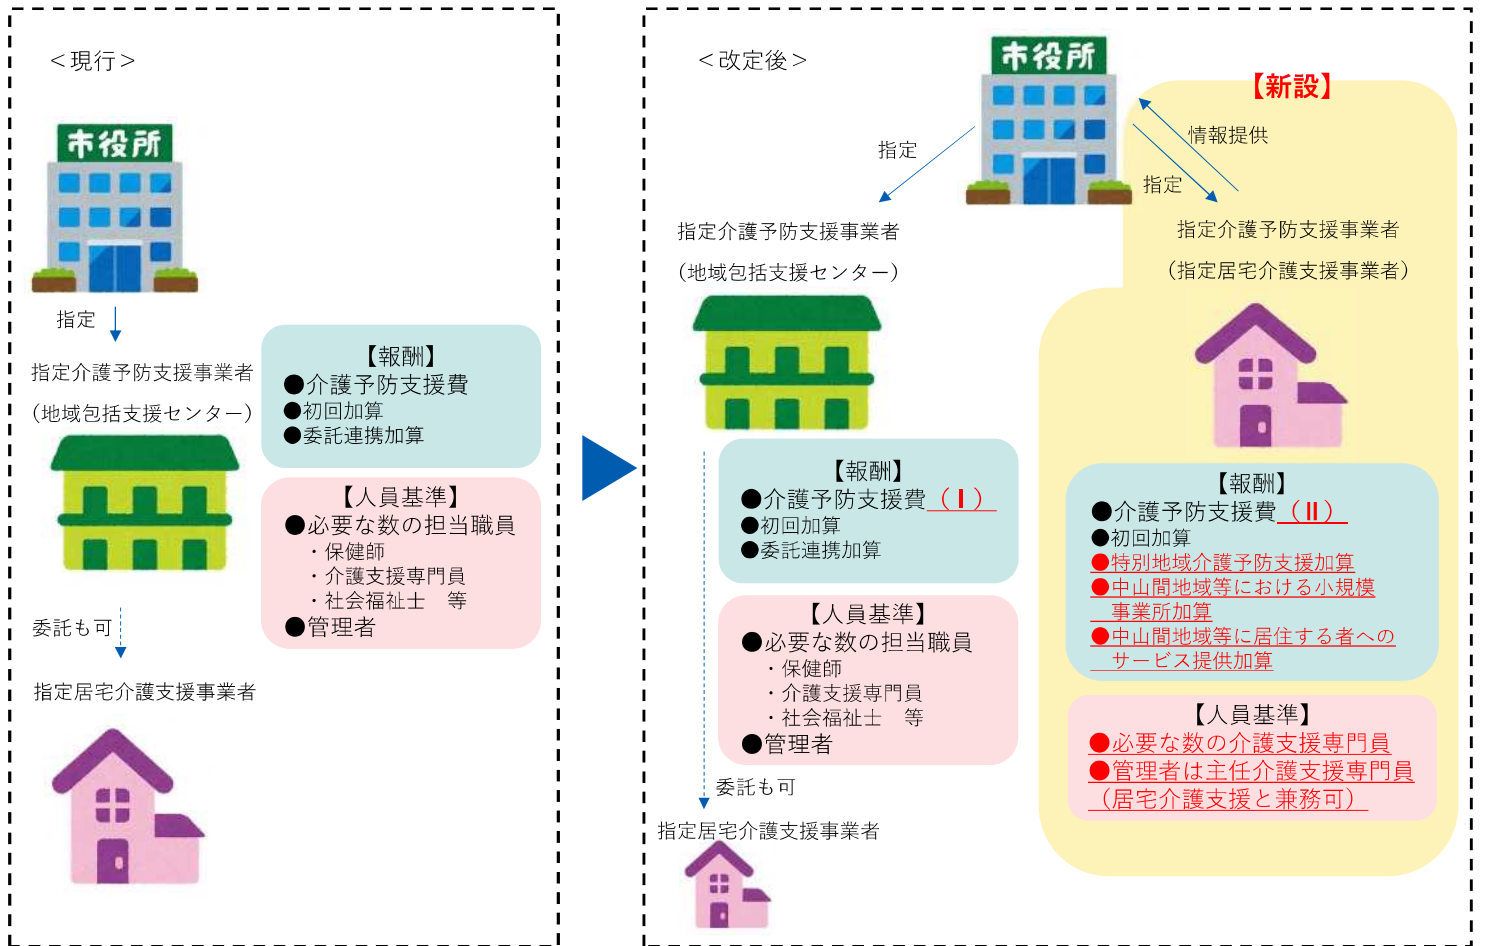 ＜現行＞
市役所
指定
指定介護予防支援事業者
（地域包括支援センター）
【報酬】
●介護予防支援費
●初回加算
●委託連携加算
【人員基準】
●必要な数の担当職員
・保健師
・介護支援専門員
・社会福祉士　等
●管理者
委託も可
指定居宅介護支援事業者
＜改定後＞
市役所
【新設】
指定
情報提供
指定
指定介護予防支援事業者
（地域包括支援センター）
【報酬】
●介護予防支援費（Ⅰ）
●初回加算
●委託連携加算
【人員基準】
●必要な数の担当職員
・保健師
・介護支援専門員
・社会福祉士　等
●管理者
委託も可
指定居宅介護支援事業者
指定介護予防支援事業者
（指定居宅介護支援事業者）
【報酬】
●介護予防支援費（Ⅱ）
●初回加算
●特別地域介護予防支援加算
●中山間地域等における小規模
事業所加算
●中山間地域等に居住する者への
サービス提供加算
【人員基準】
●必要な数の介護支援専門員
●管理者は主任介護支援専門員
（居宅介護支援と兼務可）